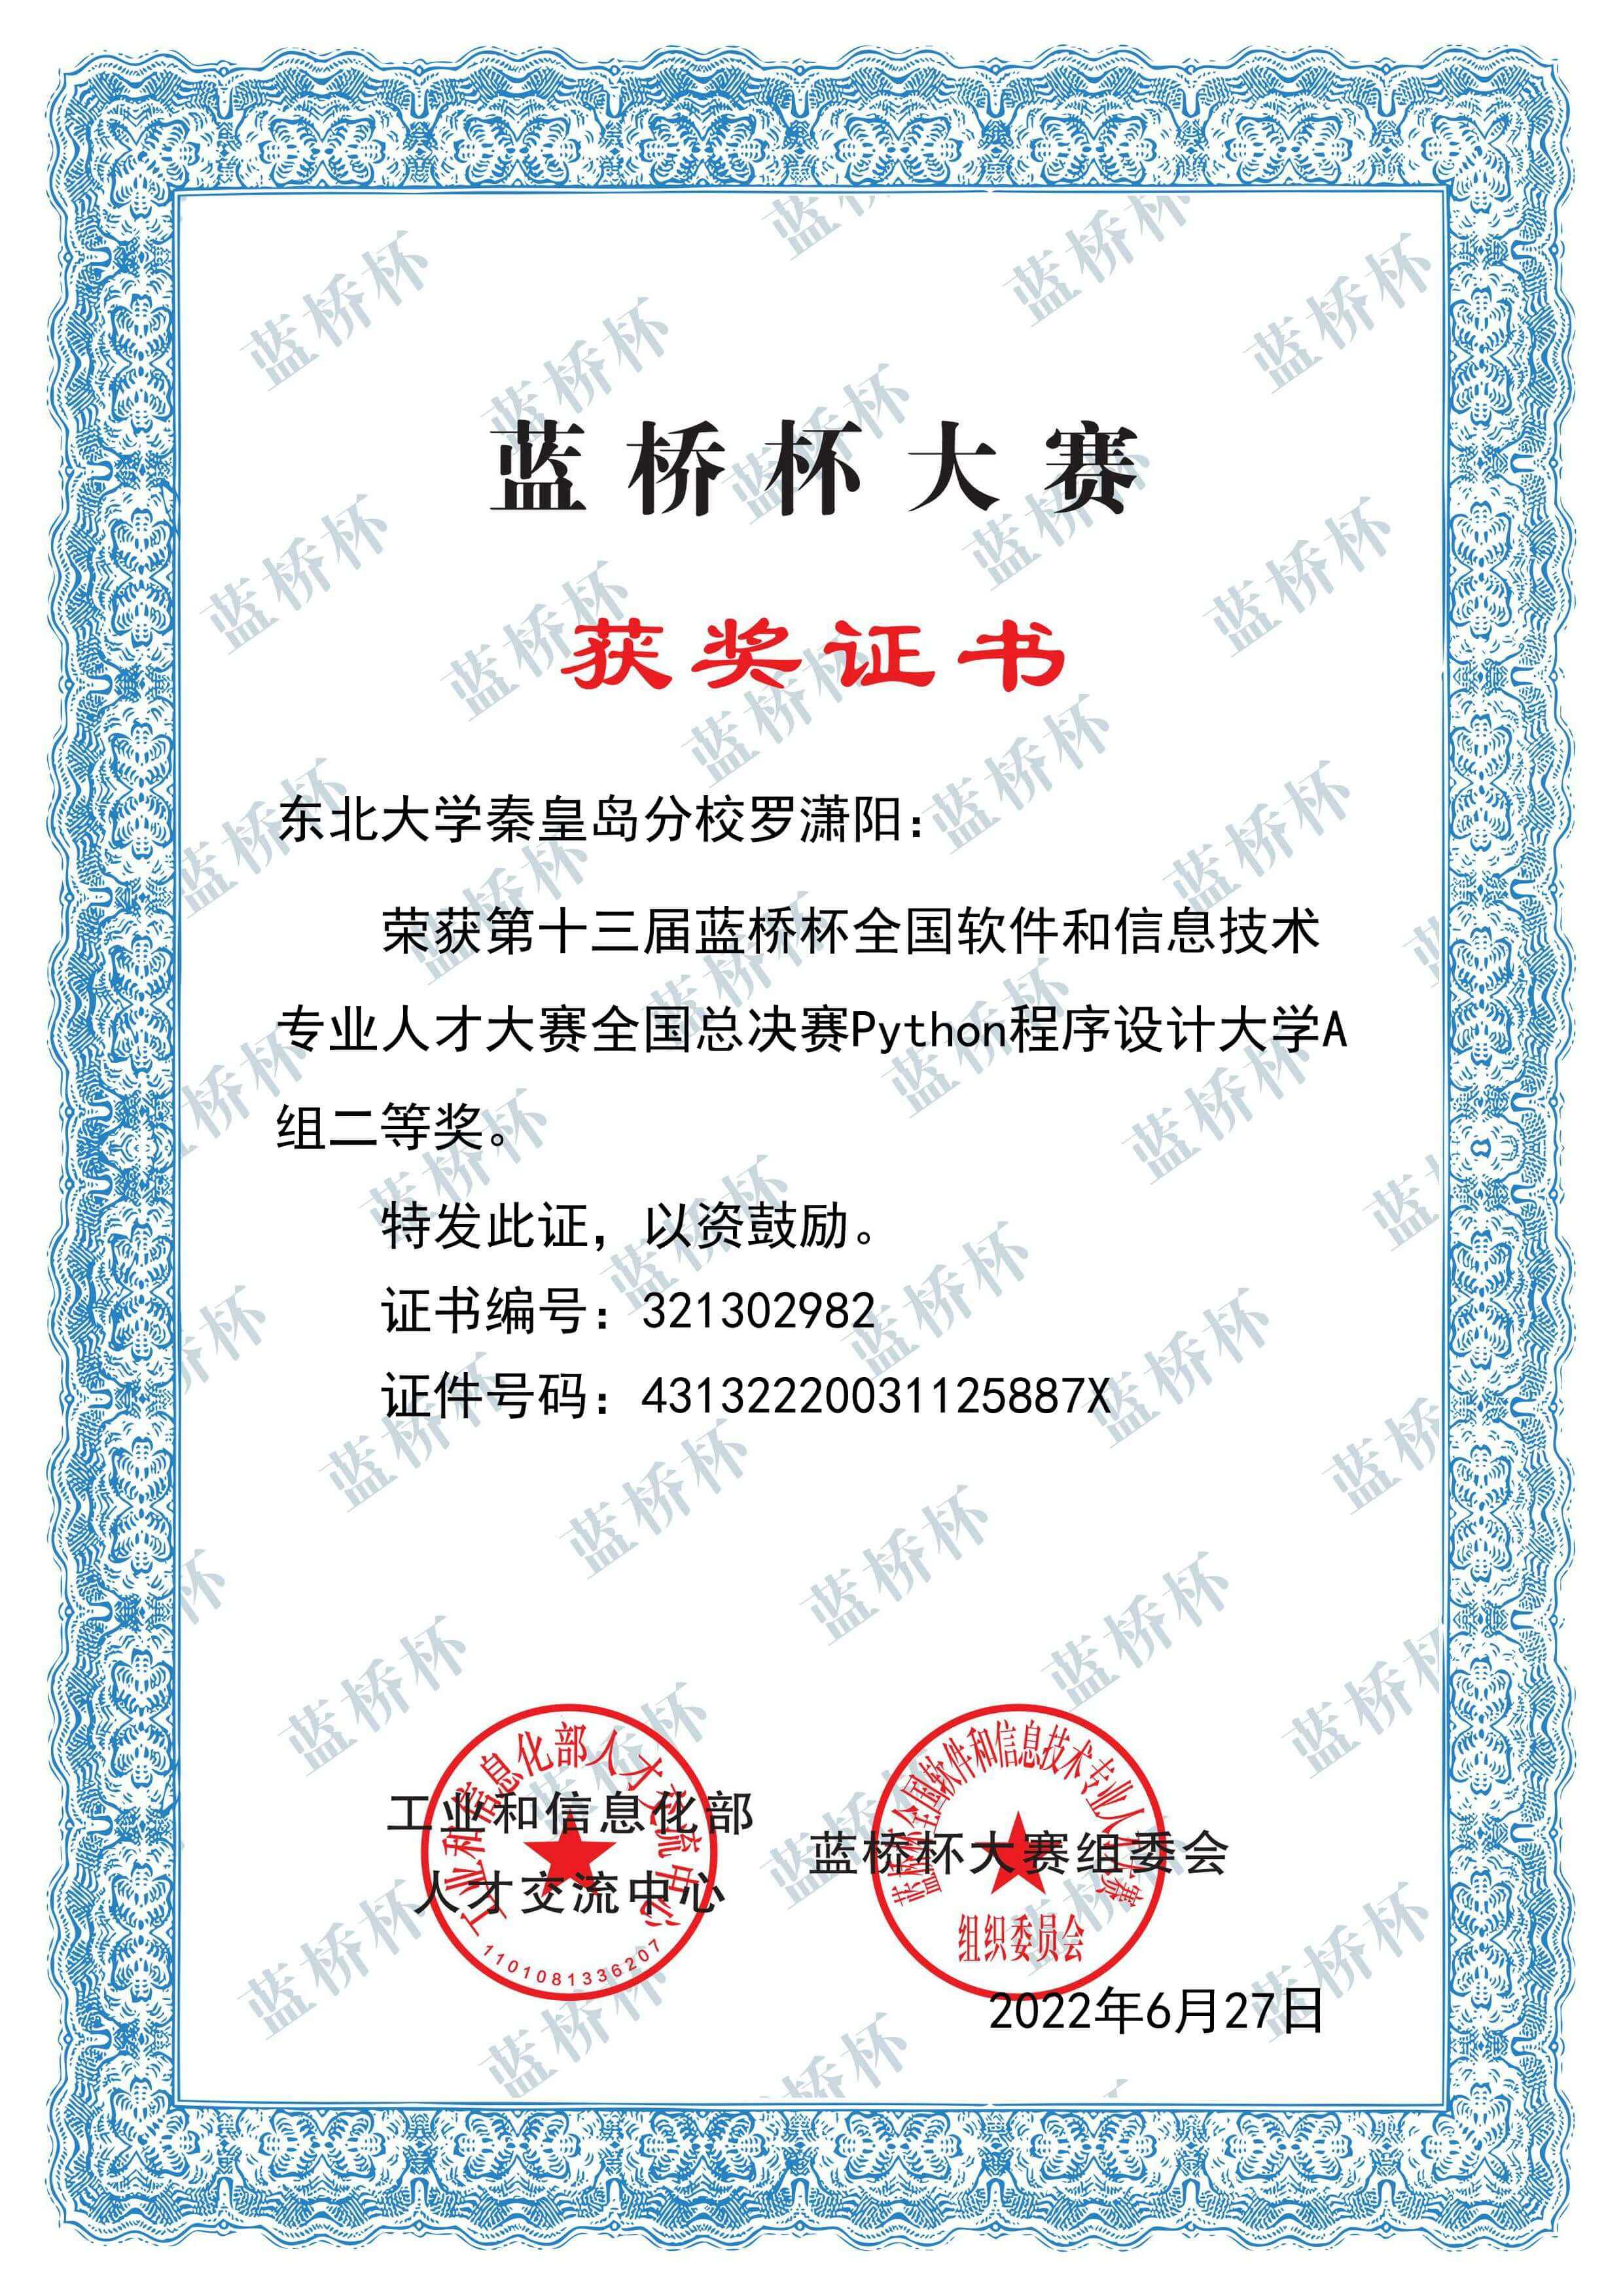 蓝桥杯大赛
获奖证书
东北大学秦皇岛分校罗潇阳：
荣获第十三届蓝桥杯全国软件和信息技术
专业人才大赛全国总决赛Python程序设计大学A
组二等奖。
特发此证，以资鼓励。
证书编号：321302982
证件号码：43132220031125887X
工业和信息化部人才交流中心
工业和信息化部
人才交流中心
1101081336207
蓝桥杯全国软件和信息技术专业人才大赛
蓝桥杯大赛组委会
组织委员会
2022年6月27日
蓝桥杯